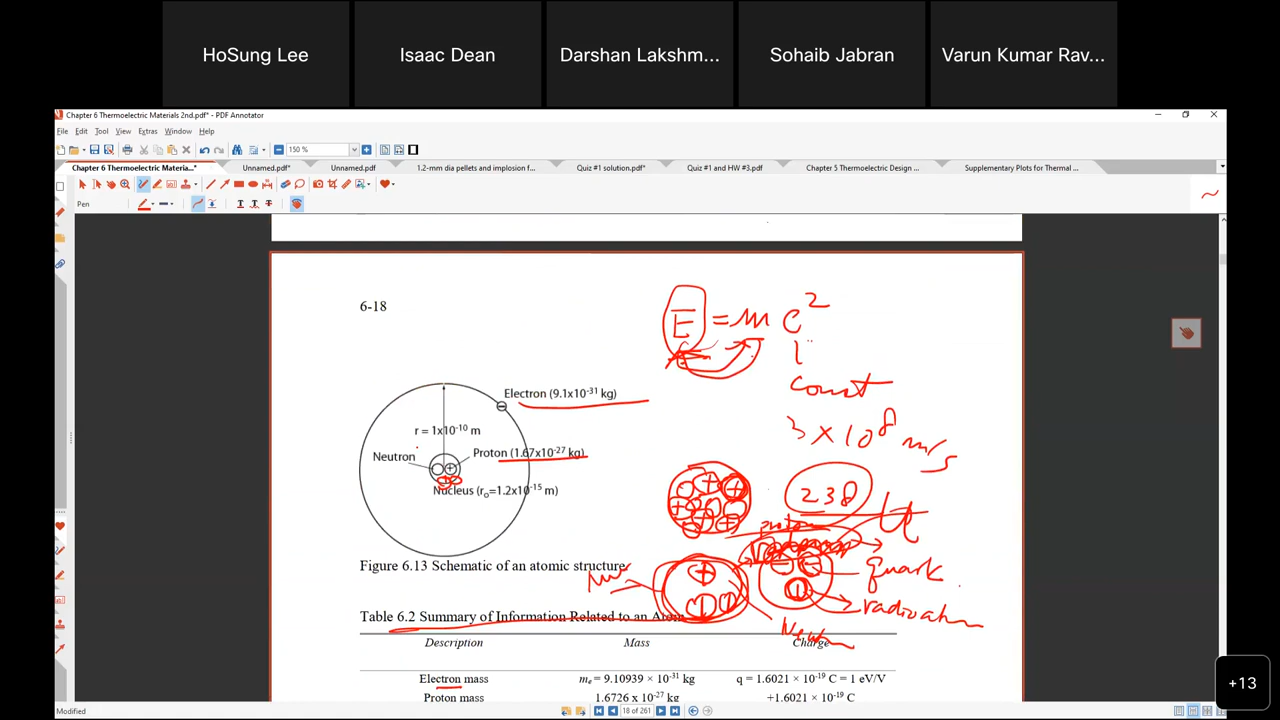 HoSung Lee
Isaac Dean
Darshan Lakshm...
Sohaib Jabran
Varun Kumar Rav...
Chapter 6 Thermoelectric Materials 2nd.pdf* - PDF Annotator
File Edit Tool View Extras Window Help
150 %
Chapter 6 Thermoelectric Materia...*
Unnamed.pdf*
Unnamed.pdf
1.2-mm dia pellets and implosion f...
Quiz #1 solution.pdf*
Quiz #1 and HW #3.pdf
Chapter 5 Thermoelectric Design ...
Supplementary Plots for Thermal ...
Pen
6-18
E = m c2
const
3 × 10 8 m/s
Electron (9.1x10-31 kg)
r = 1x10-10 m
Neutron
Proton (1.67x10-27 kg)
Nucleus (ro=1.2x10-15 m)
238
proton
quark
Figure 6.13 Schematic of an atomic structure
Table 6.2 Summary of Information Related to an Atom
Description Mass Charge
Electron mass me = 9.10939 × 10-31 kg q = 1.6021 × 10-19 C = 1 eV/V
Proton mass 1.6726 x 10-27 kg +1.6021 × 10-19 C
Modified
18 of 261
+13